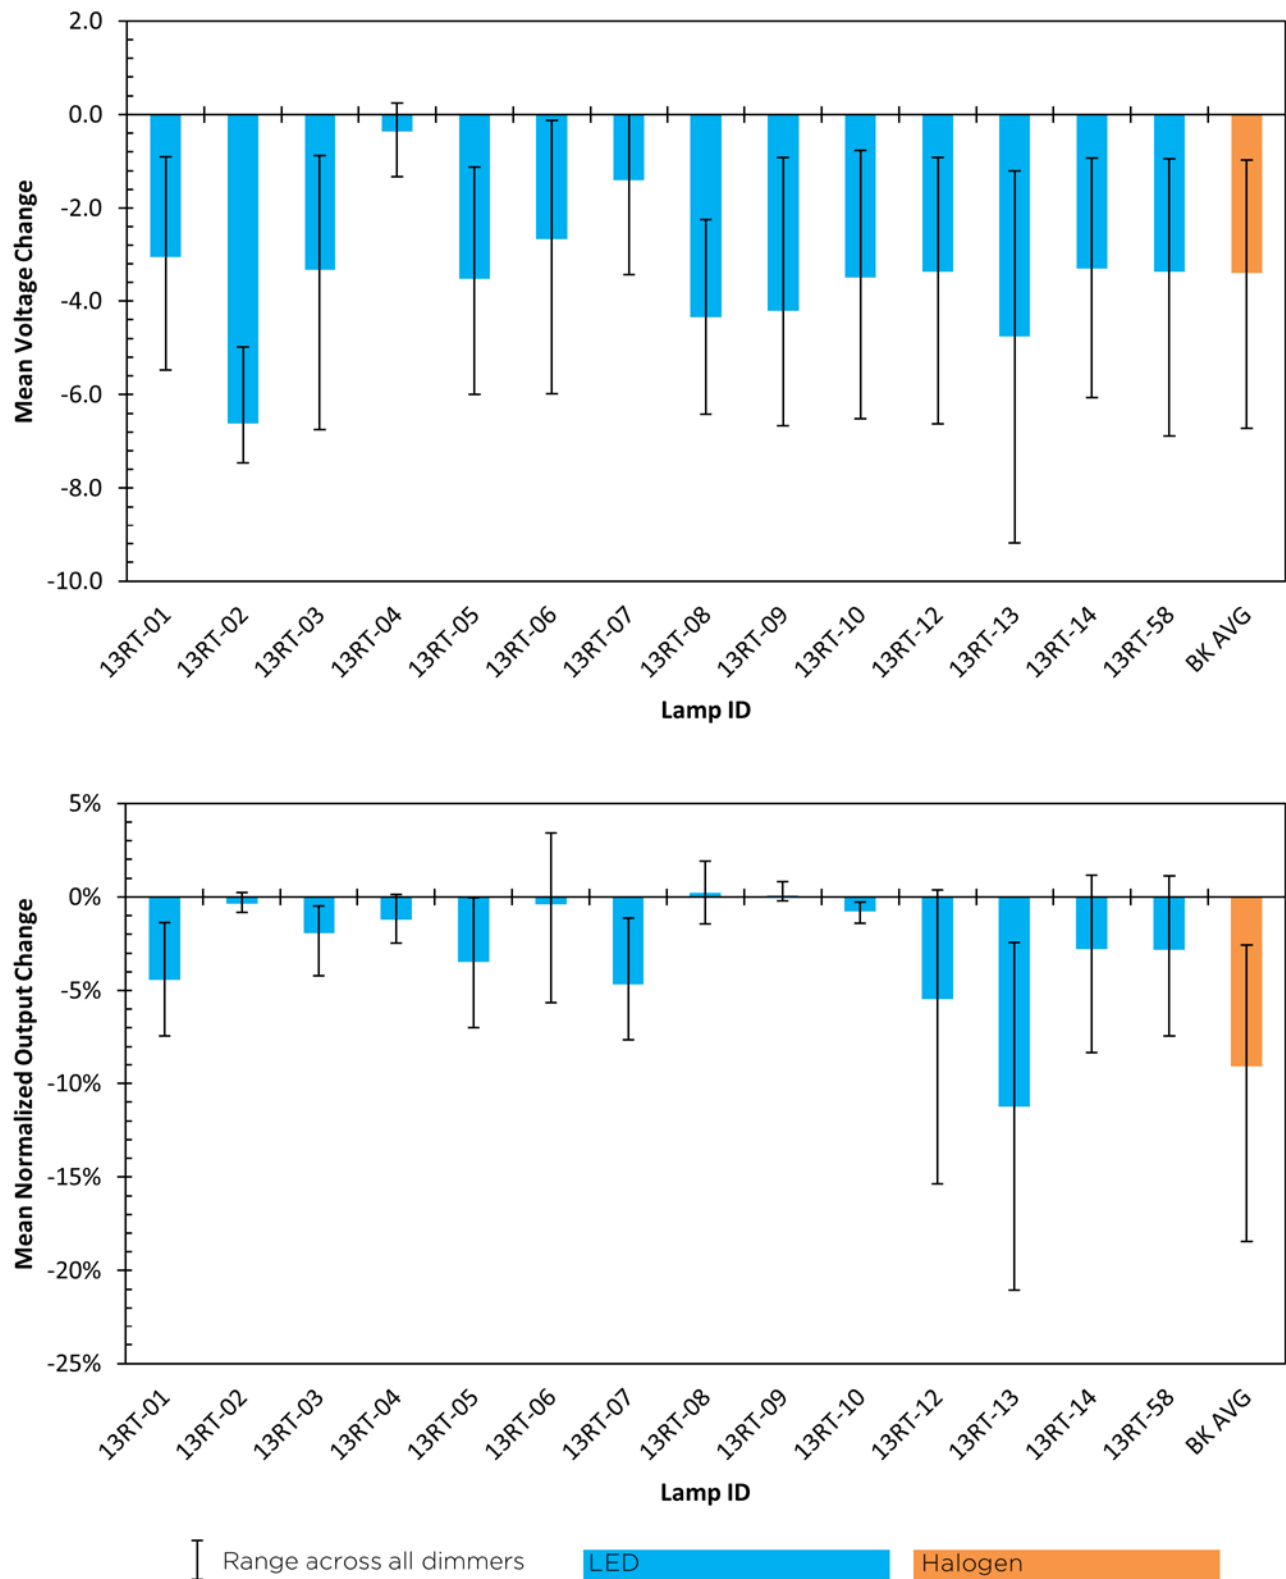 2.0
0.0
-2.0
-4.0
-6.0
-8.0
-10.0
Mean Voltage Change
13RT-01
13RT-02
13RT-03
13RT-04
13RT-05
13RT-06
13RT-07
13RT-08
13RT-09
13RT-10
13RT-12
13RT-13
13RT-14
13RT-58
BK AVG
Lamp ID
5%
0%
-5%
-10%
-15%
-20%
-25%
Mean Normalized Output Change
13RT-01
13RT-02
13RT-03
13RT-04
13RT-05
13RT-06
13RT-07
13RT-08
13RT-09
13RT-10
13RT-12
13RT-13
13RT-14
13RT-58
BK AVG
Lamp ID
Range across all dimmers
LED
Halogen